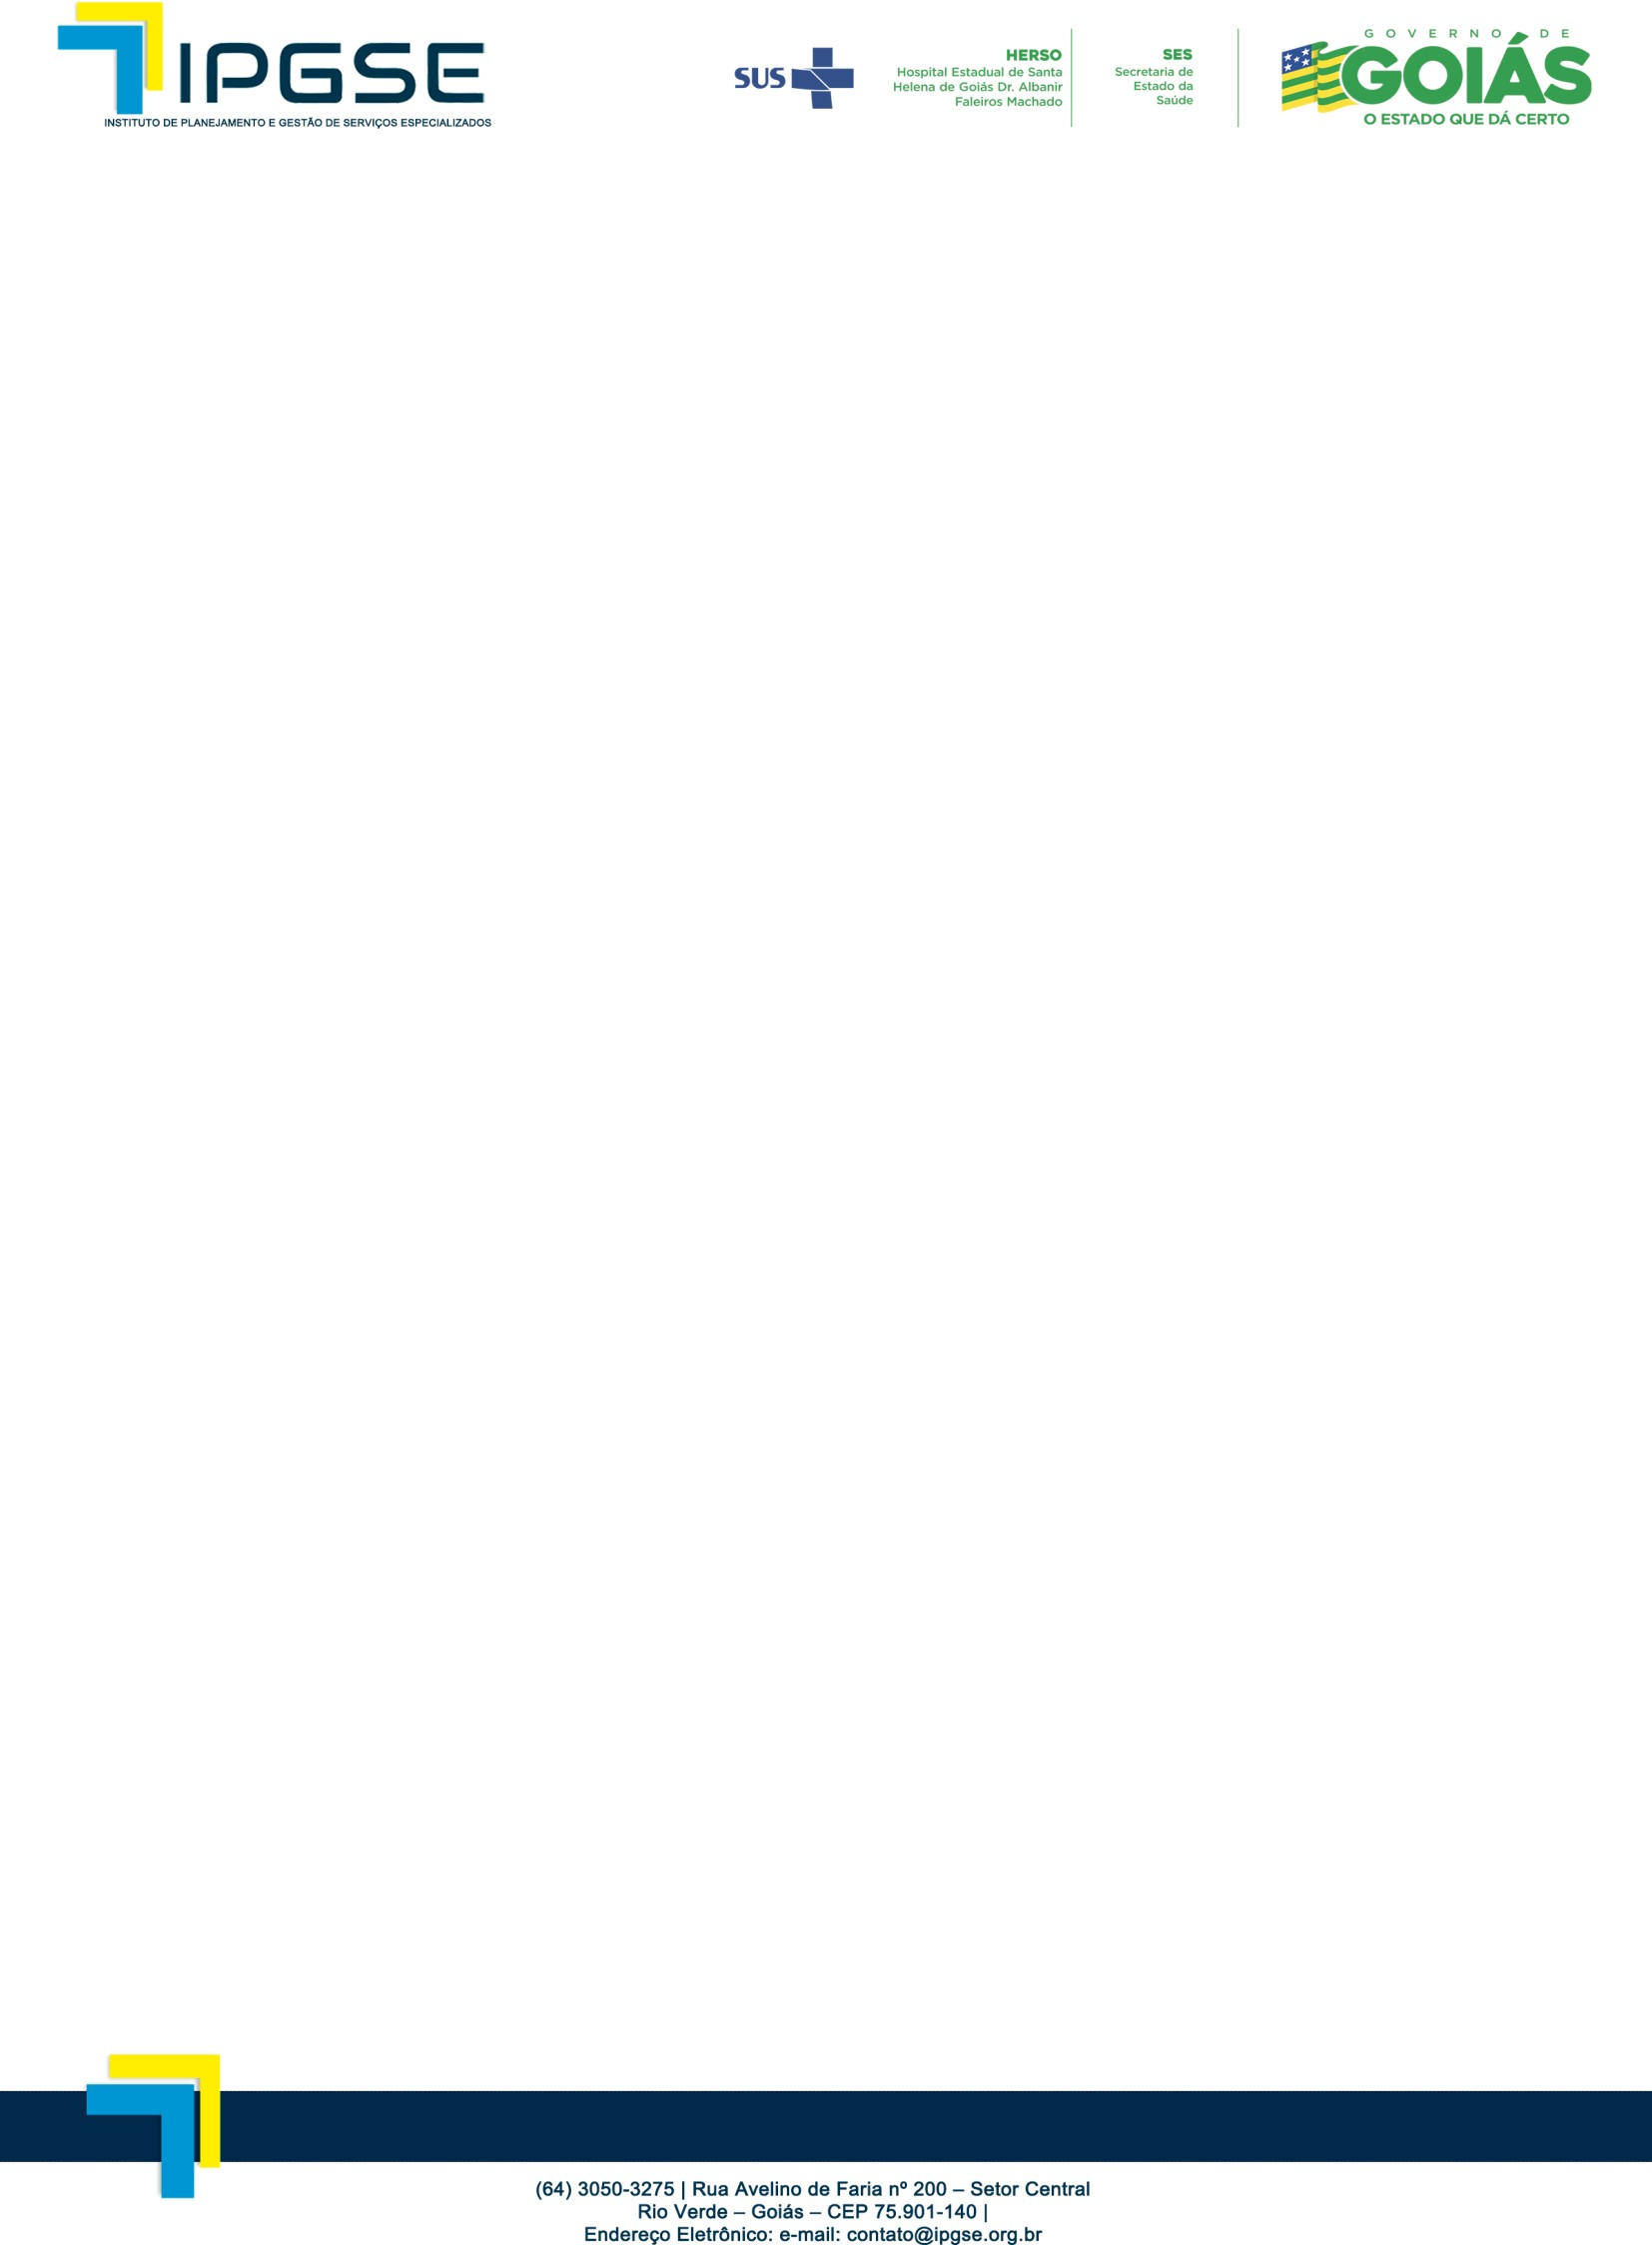 IPGSE
INSTITUTO DE PLANEJAMENTO E GESTÃO DE SERVIÇOS ESPECIALIZADOS
SUS
HERSO
Hospital Estadual de Santa
Helena de Goiás Dr. Albanir
Faleiros Machado
SES
Secretaria de
Estado da
Saúde
GOVERNO DE
GOIÁS
O ESTADO QUE DÁ CERTO
(64) 3050-3275 | Rua Avelino de Faria nº 200 – Setor Central
Rio Verde – Goiás – CEP 75.901-140 |
Endereço Eletrônico: e-mail: contato@ipgse.org.br